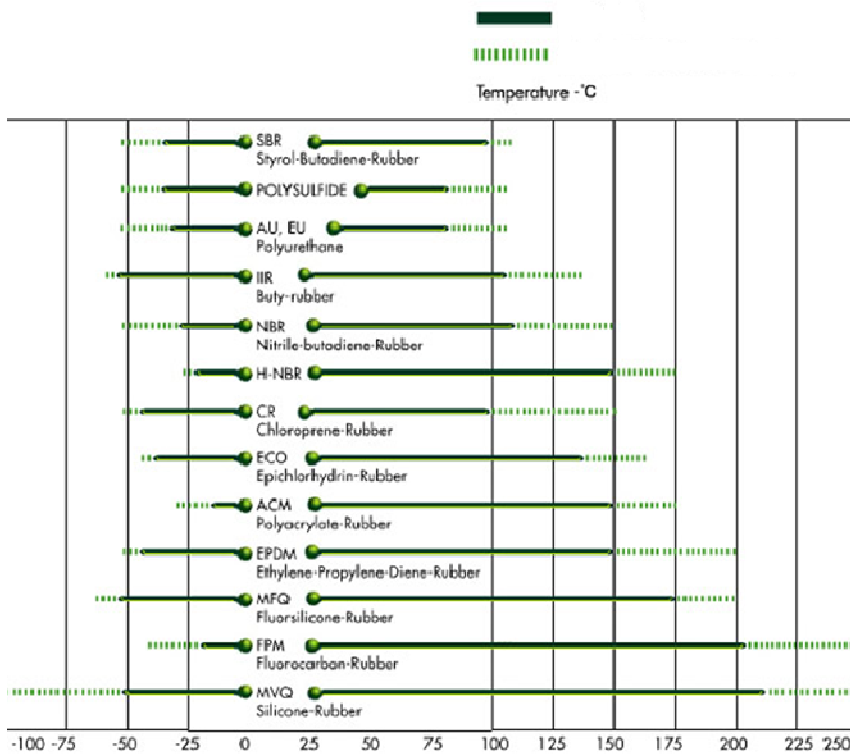 Temperature -°C
SBR
Styrol-Butadiene-Rubber
POLYSULFIDE
AU, EU
Polyurethane
IIR
Buty-rubber
NBR
Nitrile-butadiene-Rubber
H-NBR
CR
Chloroprene-Rubber
ECO
Epichlorhydrin-Rubber
ACM
Polyacrylate-Rubber
EPDM
Ethylene-Propylene-Diene-Rubber
MFQ
Fluorsilicone-Rubber
FPM
Fluorocarbon-Rubber
MVQ
Silicone-Rubber
-100 -75 -50 -25 0 25 50 75 100 125 150 175 200 225 250